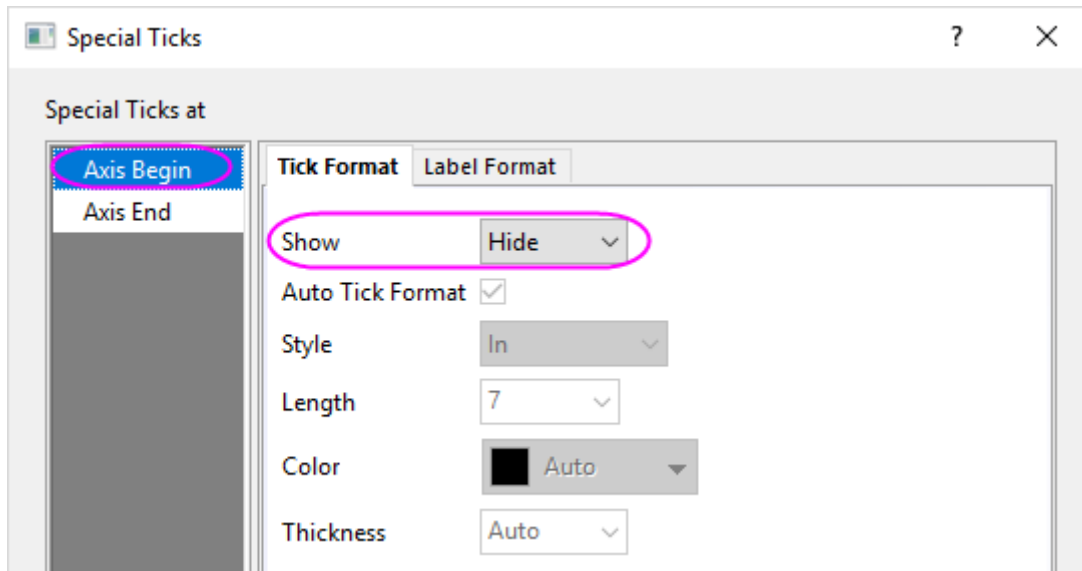 Special Ticks ?
Special Ticks at
Axis Begin
Axis End
Tick Format Label Format
Show Hide
Auto Tick Format
Style In
Length 7
Color Auto
Thickness Auto